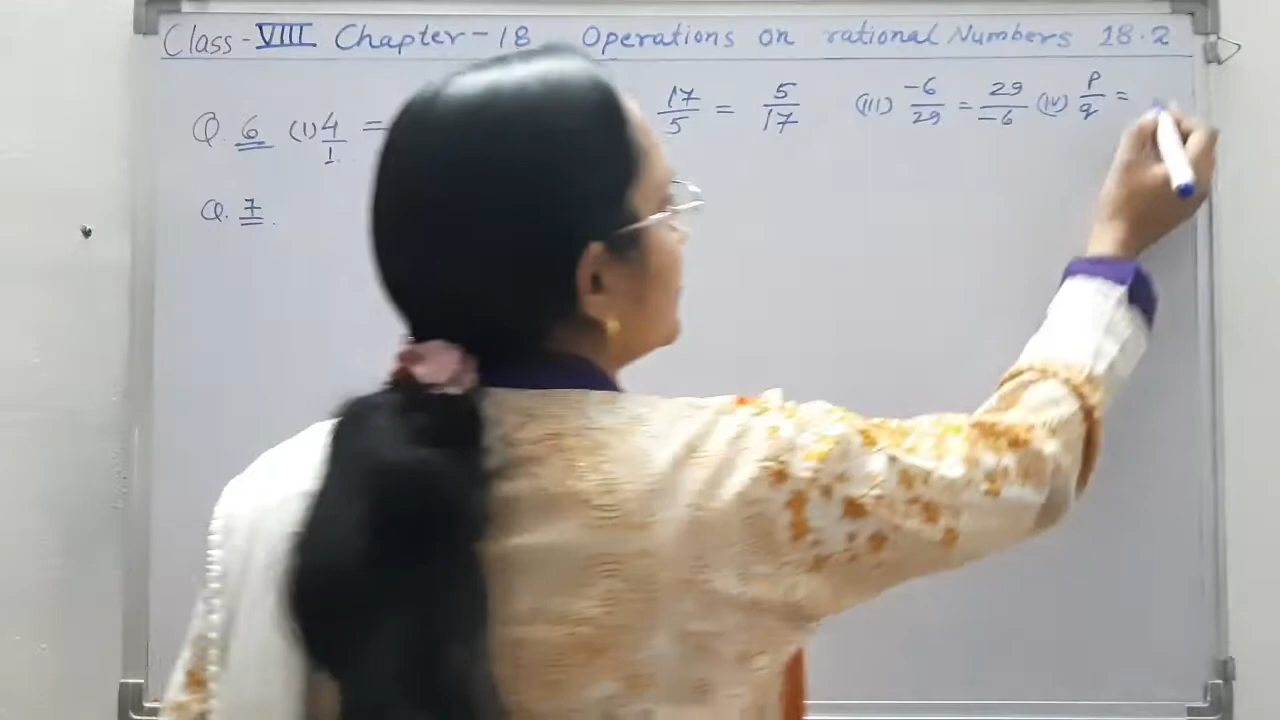 Class - VIII Chapter - 18 Operations on rational Numbers 18.2
Q. 6 (i) 4/1 = 17/5 = 5/17 (iii) -6/29 = 29/-6 (iv) p/q =
Q. 7.